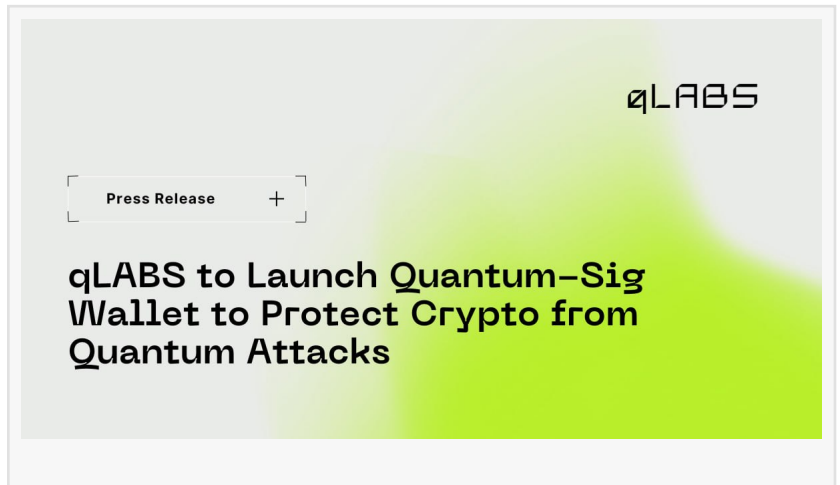 qLABS
Press Release +
qLABS to Launch Quantum-Sig
Wallet to Protect Crypto from
Quantum Attacks